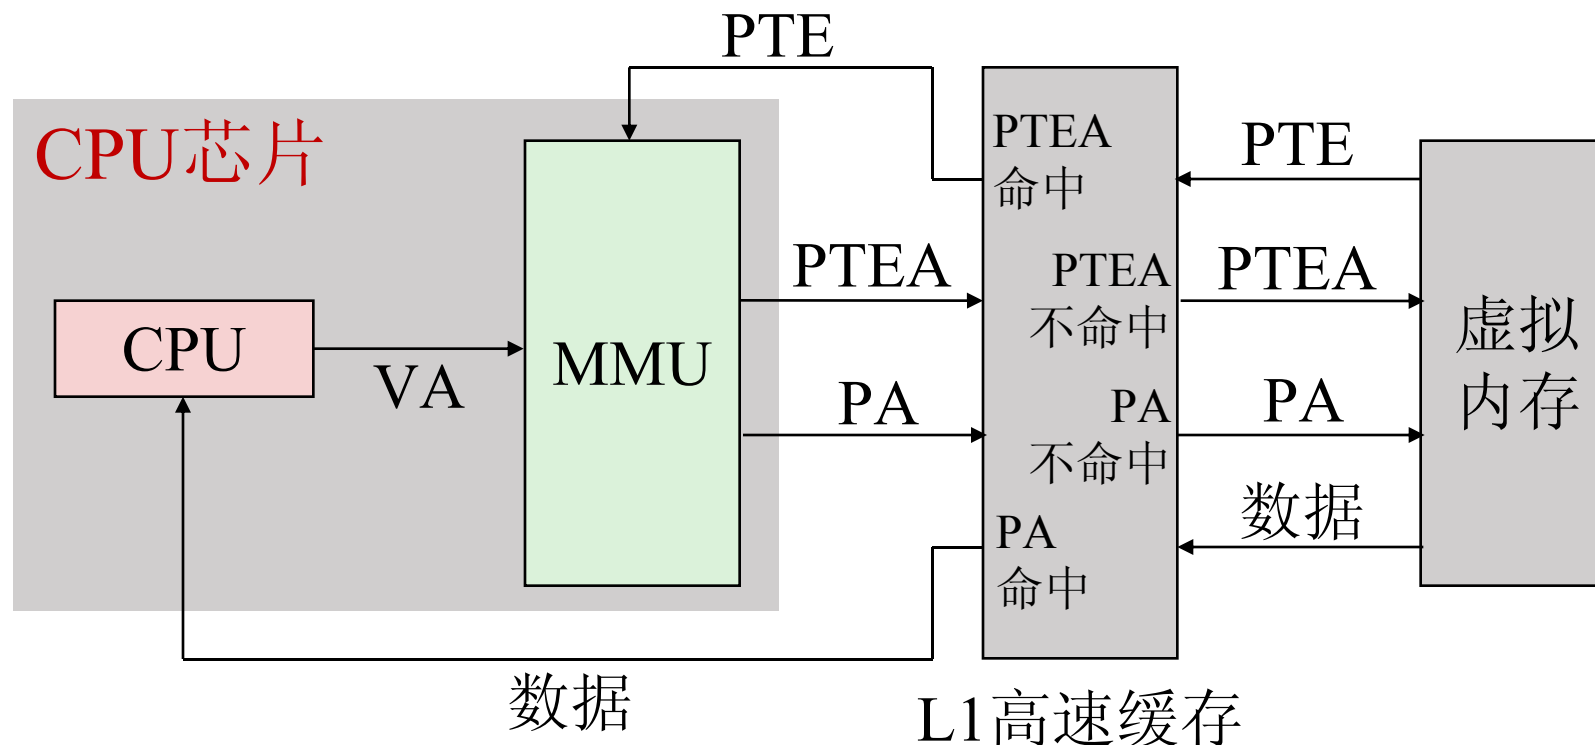 PTE
CPU芯片
PTEA
命中
PTE
PTEA
PTEA
不命中
PTEA
CPU
VA
MMU
虚拟
内存
PA
PA
不命中
PA
PA
命中
数据
数据
L1高速缓存